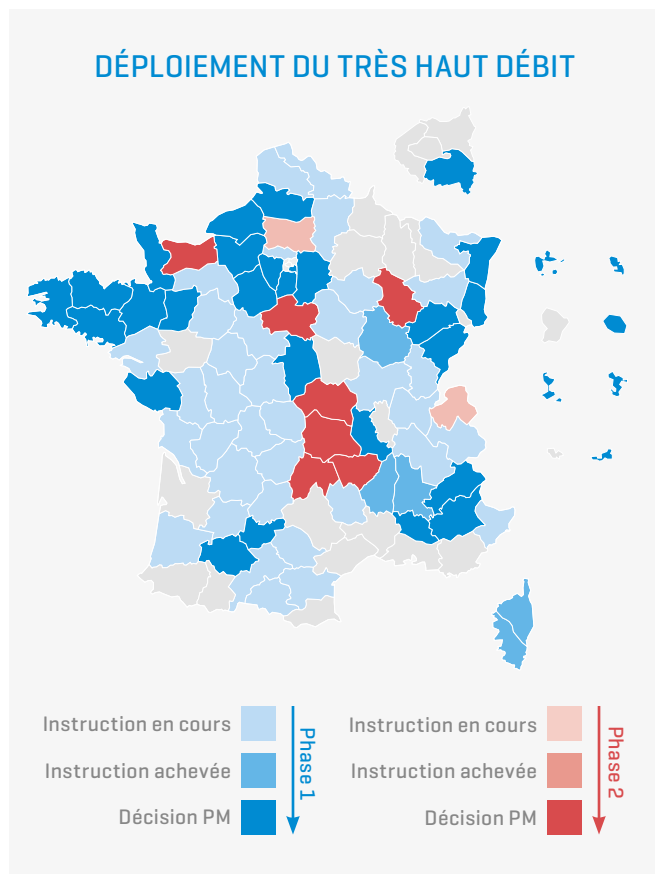 DÉPLOIEMENT DU TRÈS HAUT DÉBIT
Instruction en cours
Instruction achevée
Décision PM
Phase 1
Instruction en cours
Instruction achevée
Décision PM
Phase 2